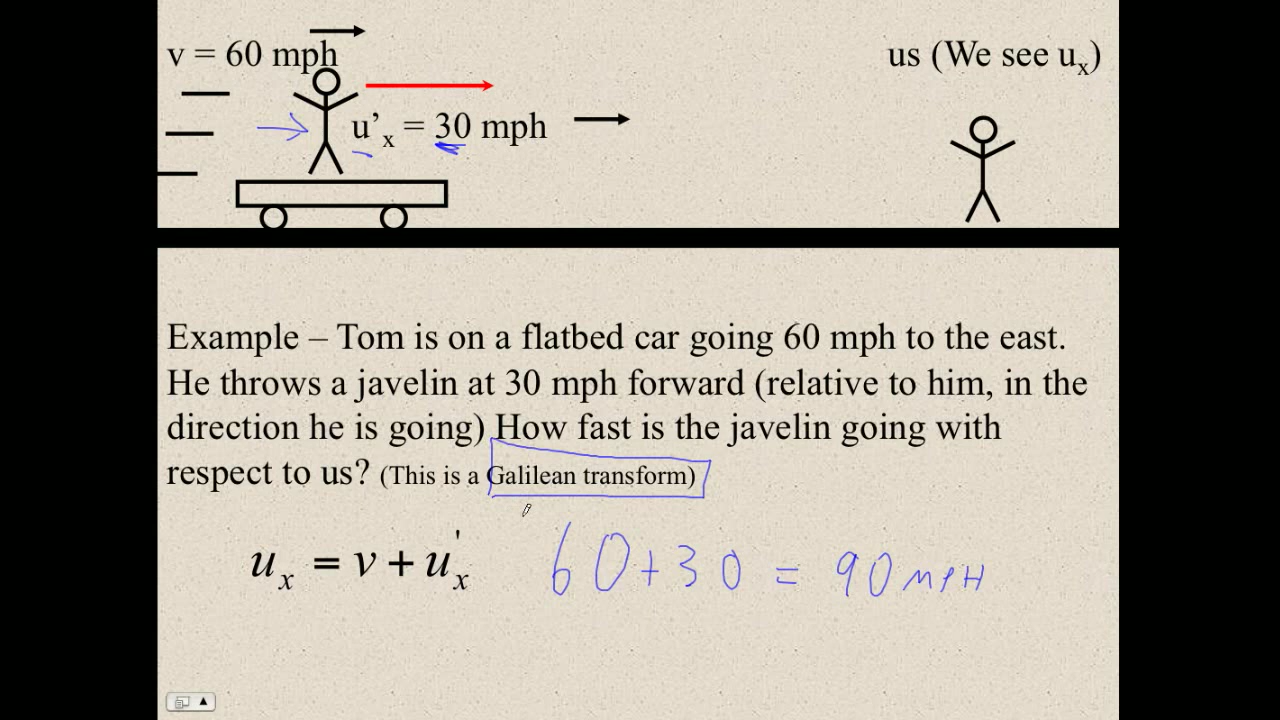 v = 60 mph
us (We see uₓ)
u’ₓ = 30 mph
Example – Tom is on a flatbed car going 60 mph to the east.
He throws a javelin at 30 mph forward (relative to him, in the
direction he is going) How fast is the javelin going with
respect to us? (This is a Galilean transform)
uₓ = v + u'ₓ
60 + 30 = 90 MPH